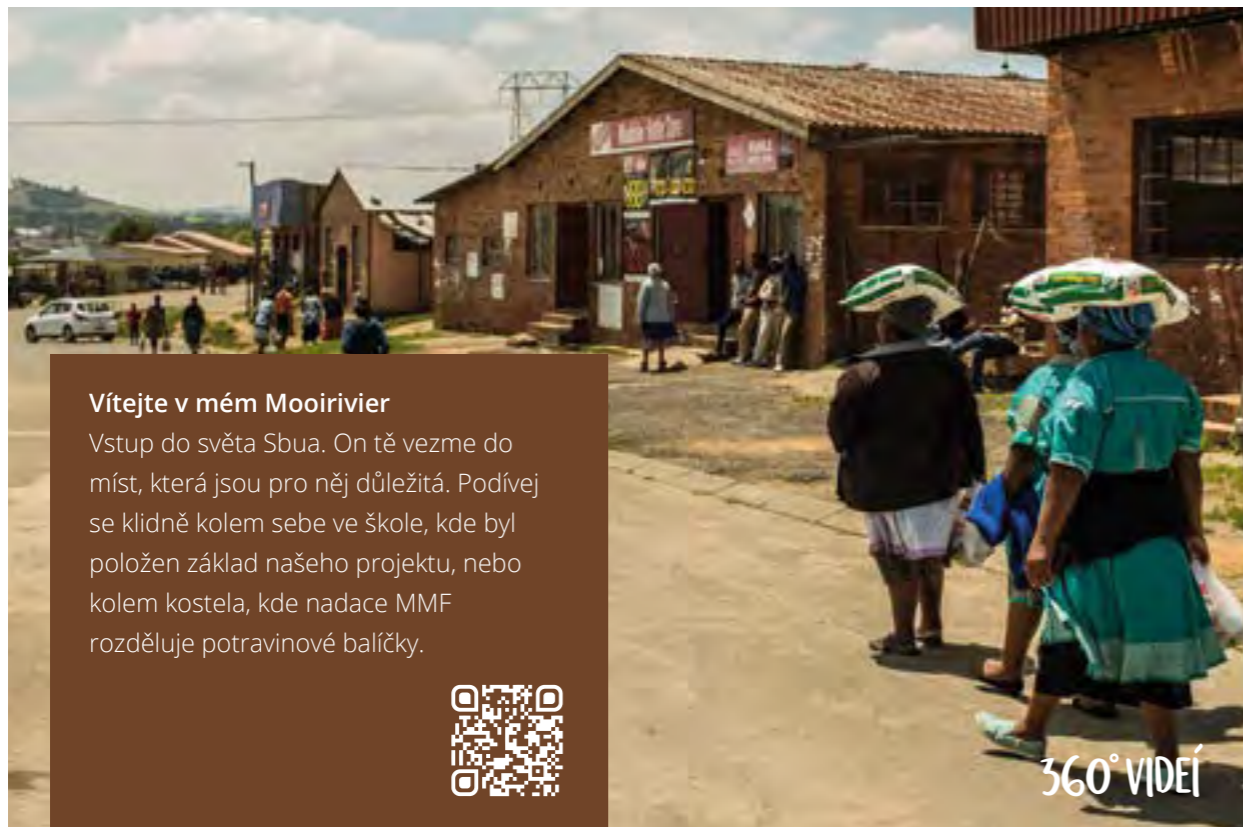 Vítejte v mém Mooirivier
Vstup do světa Sbua. On tě vezme do
míst, která jsou pro něj důležitá. Podívej
se klidně kolem sebe ve škole, kde byl
položen základ našeho projektu, nebo
kolem kostela, kde nadace MMF
rozděluje potravinové balíčky.
360° VIDEÍ